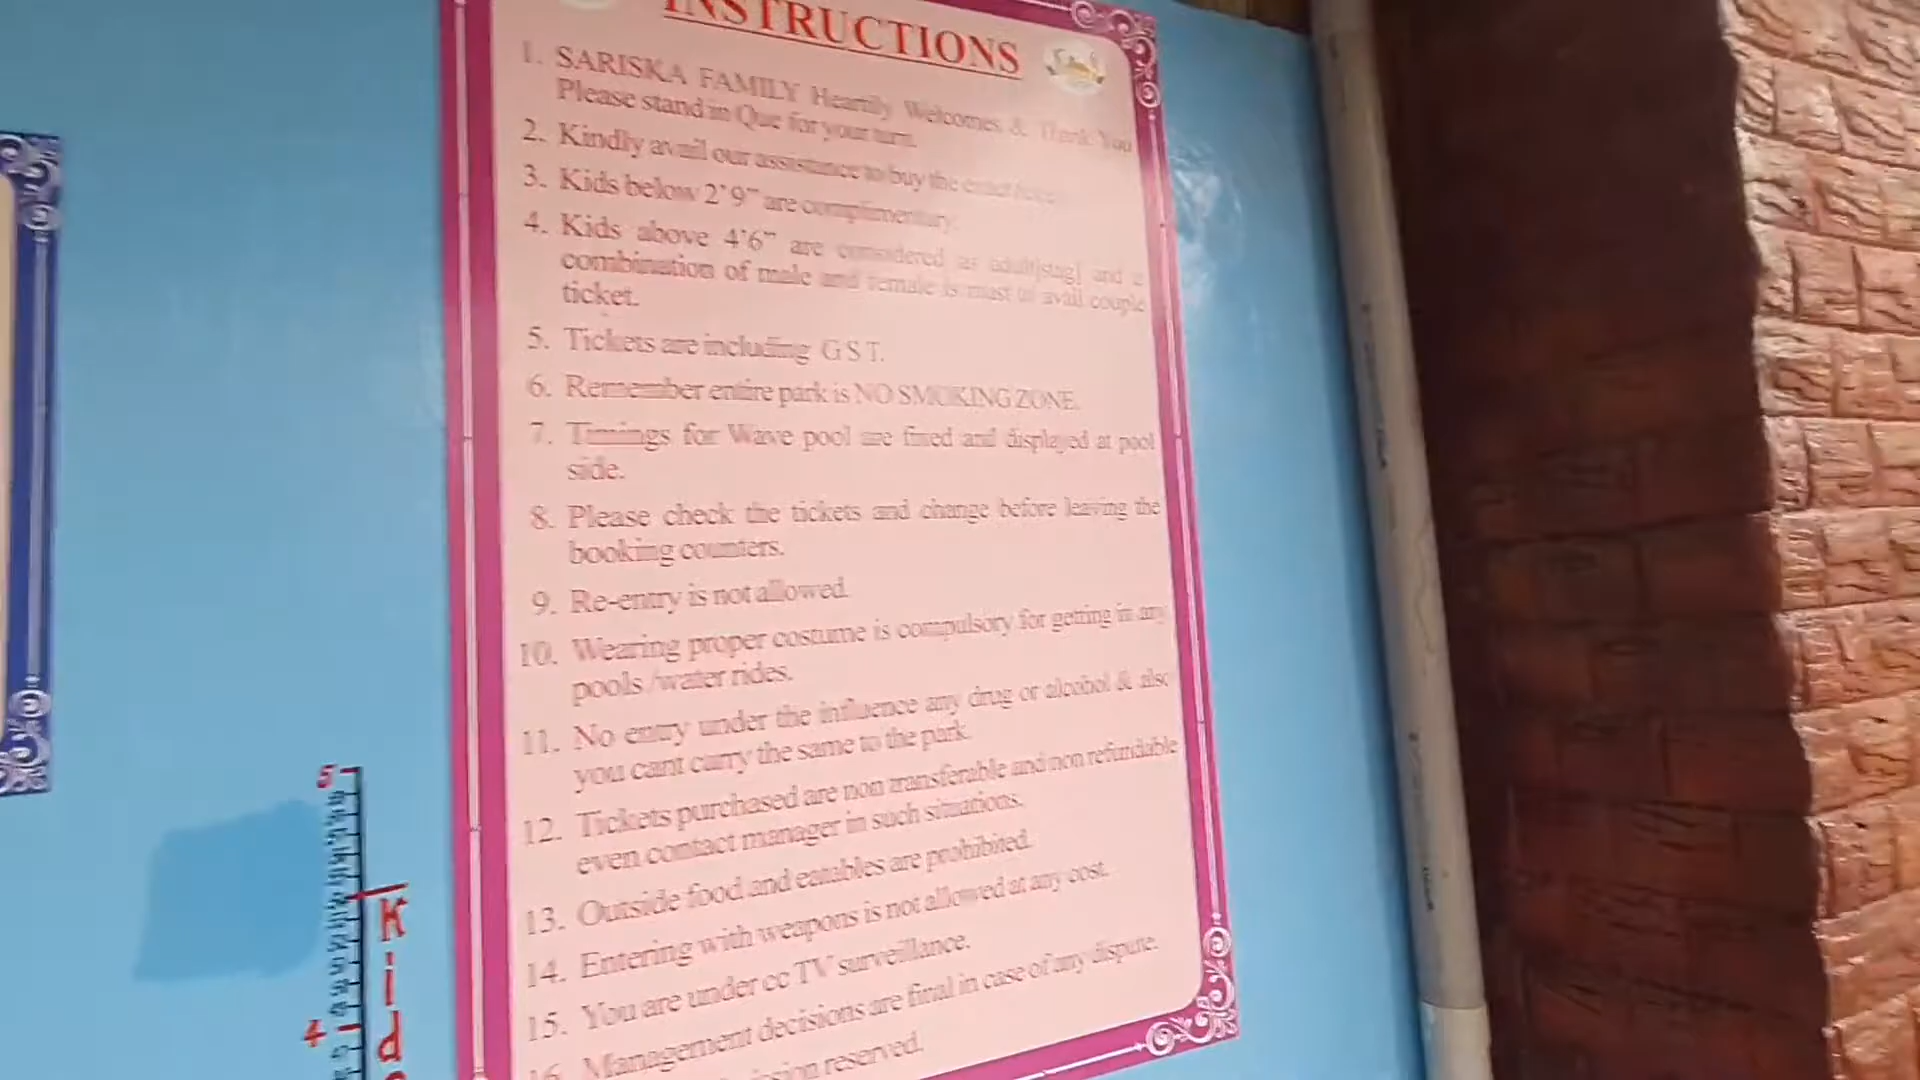 INSTRUCTIONS
1. SARISKA FAMILY Heartily Welcomes & Thank You
Please stand in Que for your turn.
2. Kindly avail our assistance to buy the exact
3. Kids below 2'9" are complimentary.
4. Kids above 4'6" are considered as adult[stag] and a
combination of male and female is must to avail couple
ticket.
5. Tickets are including G S T.
6. Remember entire park is NO SMOKING ZONE.
7. Timings for Wave pool are fixed and displayed at pool
side.
8. Please check the tickets and change before leaving the
booking counters.
9. Re-entry is not allowed.
10. Wearing proper costume is compulsory for getting in any
pools /water rides.
11. No entry under the influence any drug or alcohol & also
you cant carry the same to the park.
12. Tickets purchased are non transferable and non refundable
even contact manager in such situations.
13. Outside food and eatables are prohibited.
14. Entering with weapons is not allowed at any cost.
15. You are under cc TV surveillance.
16. Management decisions are final in case of any dispute.
reserved.
5
4
Kids